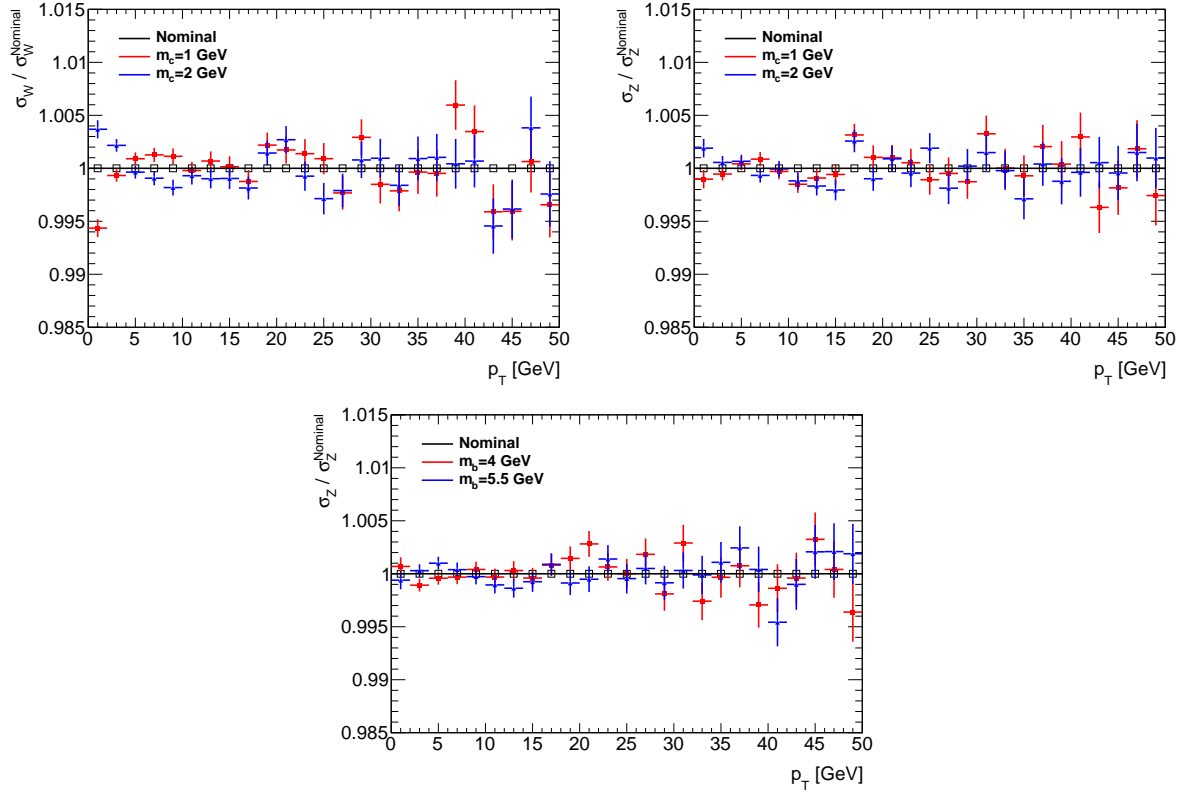 σ_W / σ_W^Nominal
1.015
1.01
1.005
1
0.995
0.99
0.985
Nominal
m_c=1 GeV
m_c=2 GeV
0 5 10 15 20 25 30 35 40 45 50
p_T [GeV]
σ_Z / σ_Z^Nominal
1.015
1.01
1.005
1
0.995
0.99
0.985
Nominal
m_c=1 GeV
m_c=2 GeV
0 5 10 15 20 25 30 35 40 45 50
p_T [GeV]
σ_Z / σ_Z^Nominal
1.015
1.01
1.005
1
0.995
0.99
0.985
Nominal
m_b=4 GeV
m_b=5.5 GeV
0 5 10 15 20 25 30 35 40 45 50
p_T [GeV]